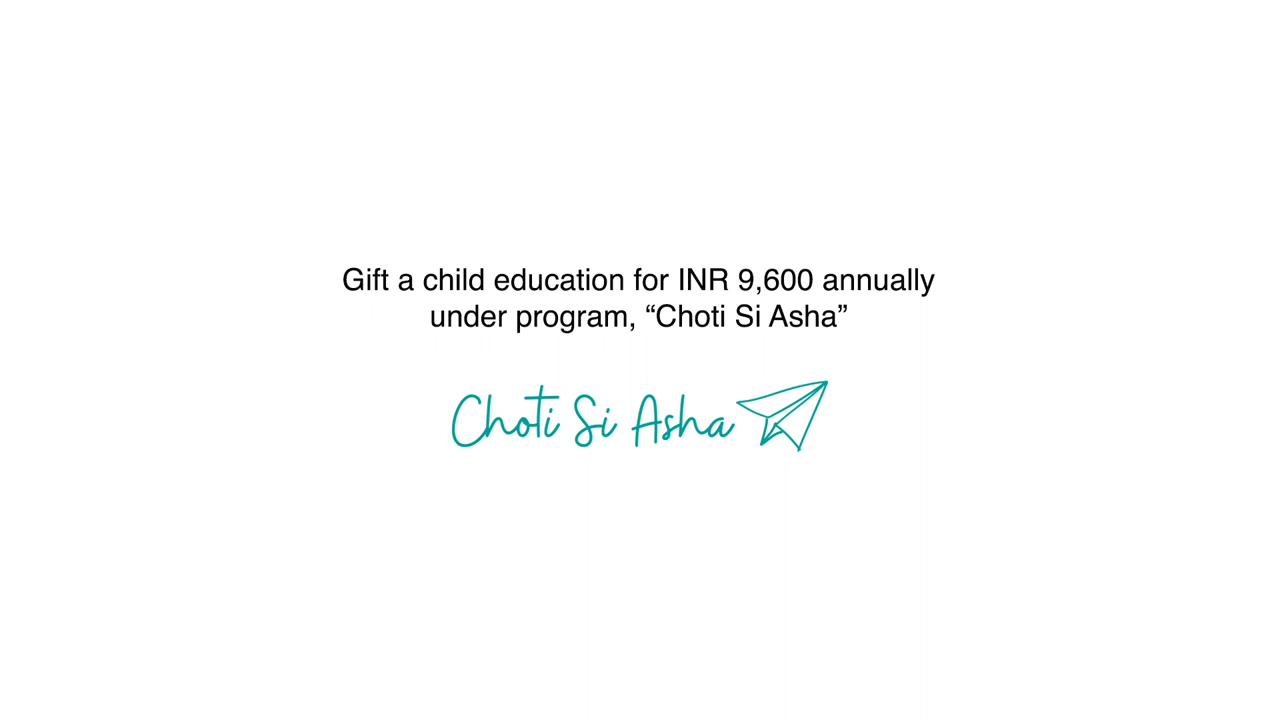 Gift a child education for INR 9,600 annually
under program, “Choti Si Asha”
Choti Si Asha